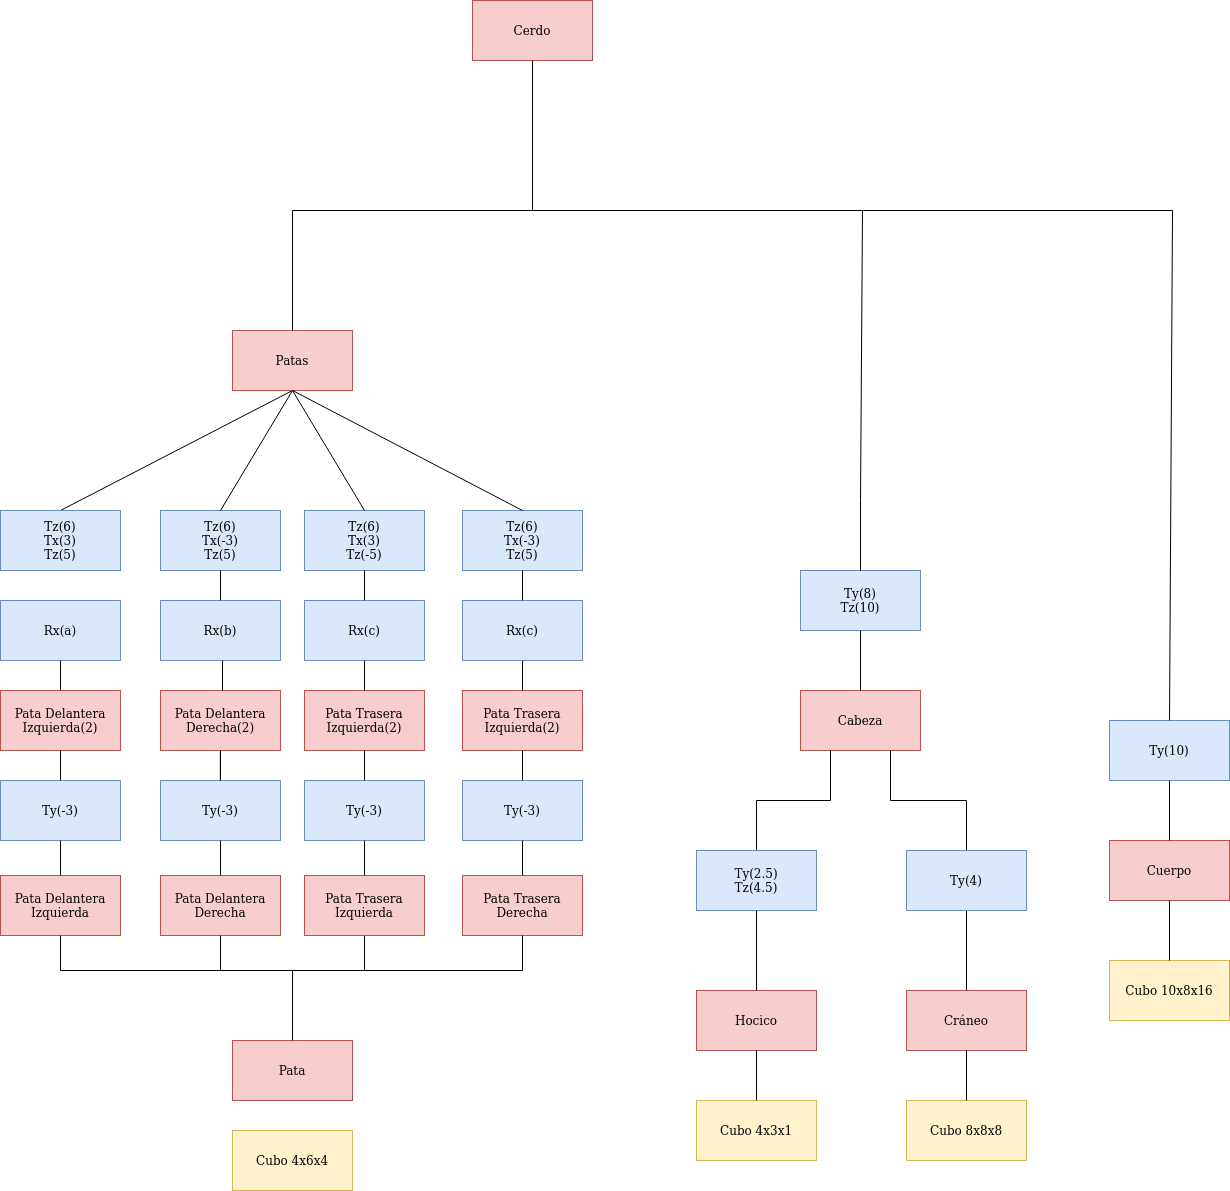 Cerdo
Patas
Tz(6)
Tx(3)
Tz(5)
Tz(6)
Tx(-3)
Tz(5)
Tz(6)
Tx(3)
Tz(-5)
Tz(6)
Tx(-3)
Tz(5)
Ty(8)
Tz(10)
Rx(a)
Rx(b)
Rx(c)
Rx(c)
Pata Delantera
Izquierda(2)
Pata Delantera
Derecha(2)
Pata Trasera
Izquierda(2)
Pata Trasera
Izquierda(2)
Cabeza
Ty(10)
Ty(-3)
Ty(-3)
Ty(-3)
Ty(-3)
Ty(2.5)
Tz(4.5)
Ty(4)
Cuerpo
Pata Delantera
Izquierda
Pata Delantera
Derecha
Pata Trasera
Izquierda
Pata Trasera
Derecha
Cubo 10x8x16
Hocico
Cráneo
Pata
Cubo 4x3x1
Cubo 8x8x8
Cubo 4x6x4